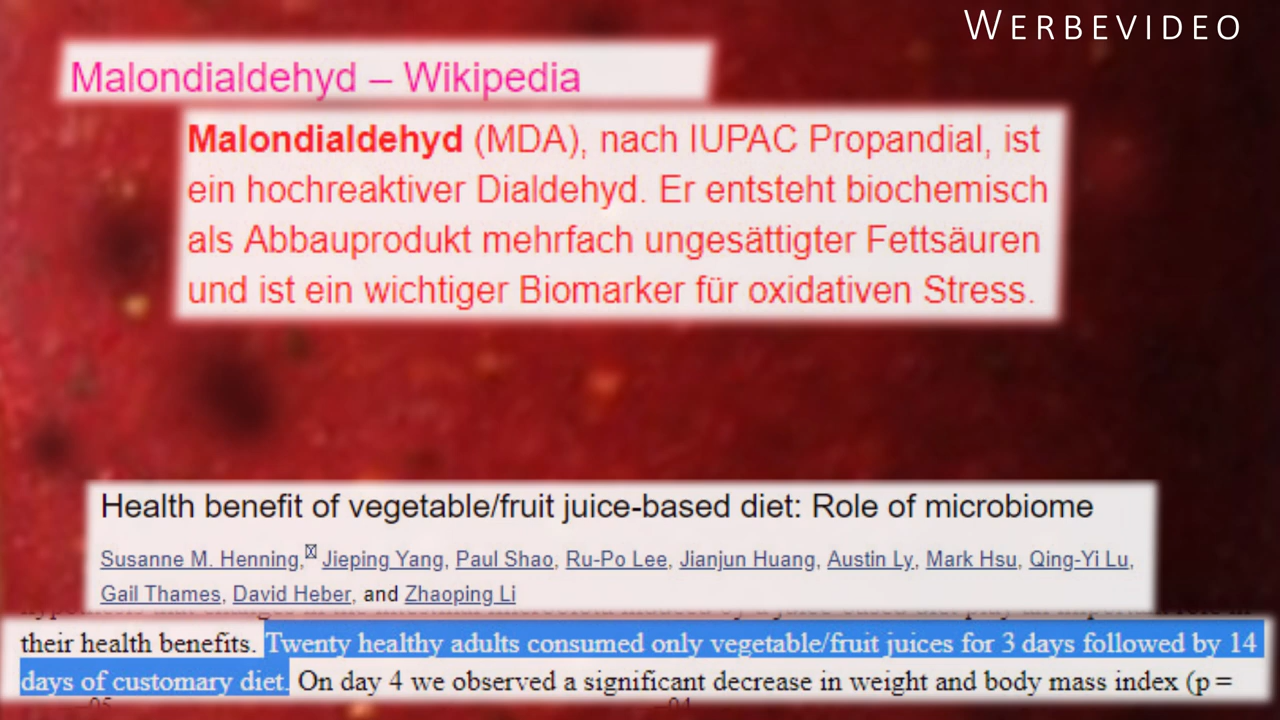 WERBEVIDEO
Malondialdehyd – Wikipedia
Malondialdehyd (MDA), nach IUPAC Propandial, ist
ein hochreaktiver Dialdehyd. Er entsteht biochemisch
als Abbauprodukt mehrfach ungesättigter Fettsäuren
und ist ein wichtiger Biomarker für oxidativen Stress.
Health benefit of vegetable/fruit juice-based diet: Role of microbiome
Susanne M. Henning, Jieping Yang, Paul Shao, Ru-Po Lee, Jianjun Huang, Austin Ly, Mark Hsu, Qing-Yi Lu,
Gail Thames, David Heber, and Zhaoping Li
their health benefits. Twenty healthy adults consumed only vegetable/fruit juices for 3 days followed by 14
days of customary diet. On day 4 we observed a significant decrease in weight and body mass index (p =